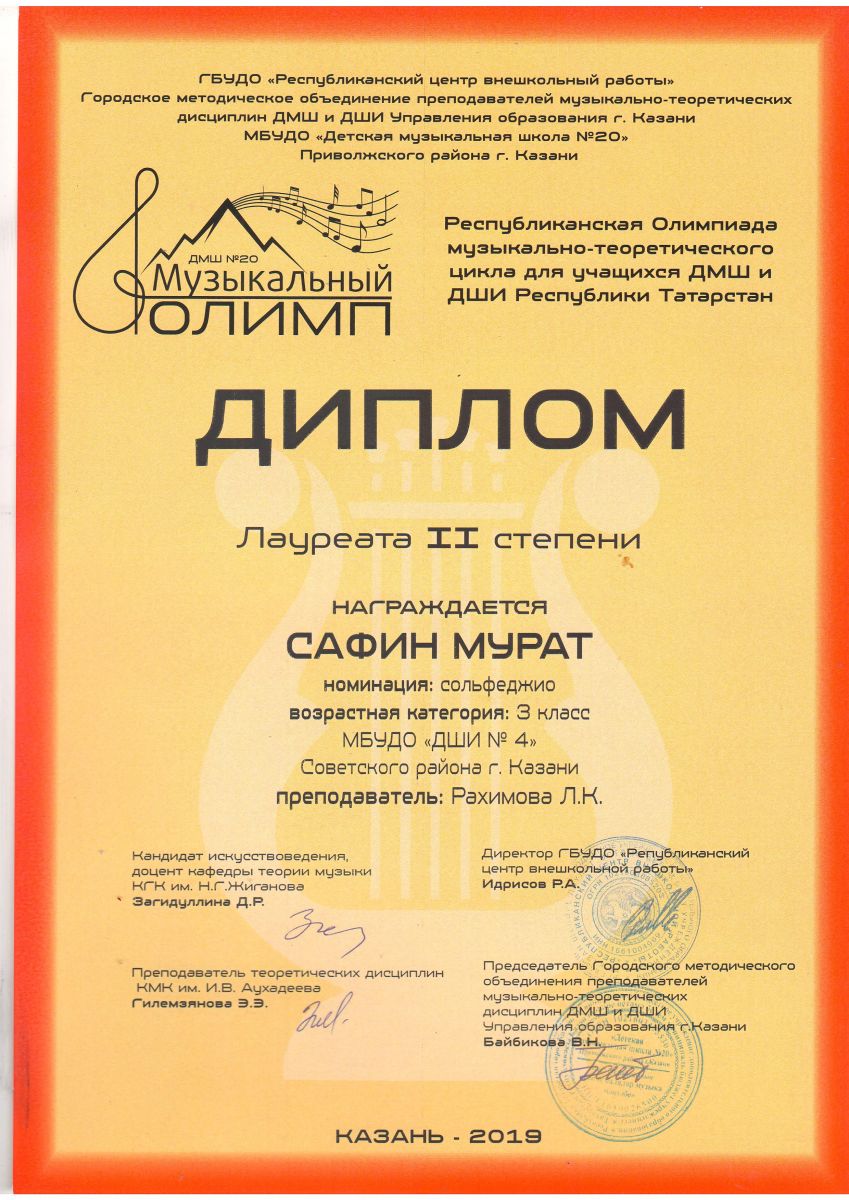 ГБУДО «Республиканский центр внешкольный работы»
Городское методическое объединение преподавателей музыкально-теоретических
дисциплин ДМШ и ДШИ Управления образования г. Казани
МБУДО «Детская музыкальная школа №20»
Приволжского района г. Казани
ДМШ №20
Музыкальный
ОЛИМП
Республиканская Олимпиада
музыкально-теоретического
цикла для учащихся ДМШ и
ДШИ Республики Татарстан
ДИПЛОМ
Лауреата II степени
НАГРАЖДАЕТСЯ
САФИН МУРАТ
номинация: сольфеджио
возрастная категория: 3 класс
МБУДО «ДШИ № 4»
Советского района г. Казани
преподаватель: Рахимова Л.К.
Кандидат искусствоведения,
доцент кафедры теории музыки
КГК им. Н.Г.Жиганова
Загидуллина Д.Р.
Директор ГБУДО «Републиканский
центр внешкольной работы»
Идрисов Р.А.
Преподаватель теоретических дисциплин
КМК им. И.В. Аухадеева
Гилемзянова Э.Э.
Председатель Городского методического
объединения преподавателей
музыкально-теоретических
дисциплин ДМШ и ДШИ
Управления образования г.Казани
Байбикова В.Н.
«Детская
КАЗАНЬ - 2019